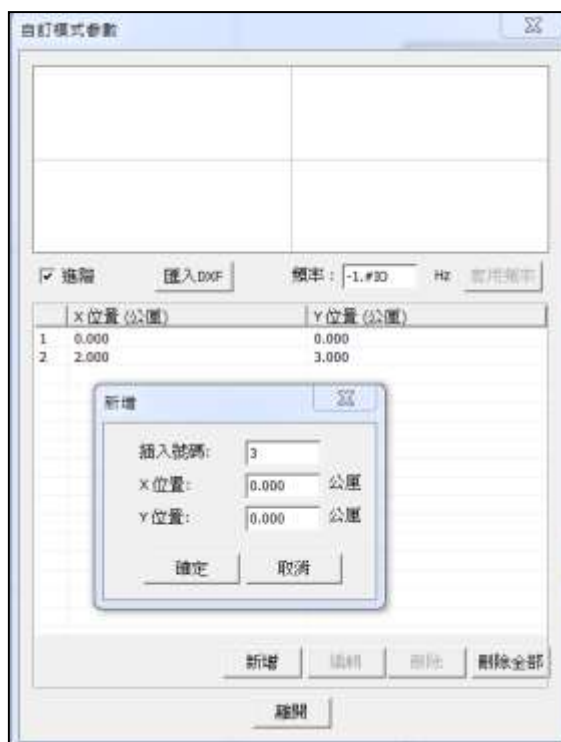 自訂模式參數
進階 匯入DXF 頻率： -1.#IO Hz 套用頻率
X 位置 (公厘) Y 位置 (公厘)
1 0.000 0.000
2 2.000 3.000
新增
插入號碼: 3
X 位置: 0.000 公厘
Y 位置: 0.000 公厘
確定 取消
新增 編輯 刪除 刪除全部
離開